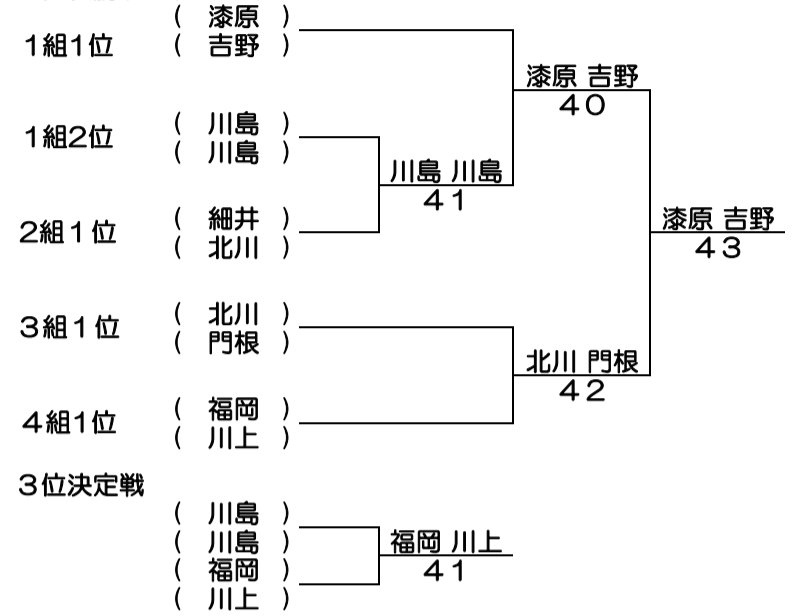 ( 漆原 )
1組1位 ( 吉野 )
漆原 吉野
40
( 川島 )
1組2位 ( 川島 )
川島 川島
41
2組1位 ( 細井 )
( 北川 )
漆原 吉野
43
3組1位 ( 北川 )
( 門根 )
北川 門根
42
4組1位 ( 福岡 )
( 川上 )
3位決定戦
( 川島 )
( 川島 )
( 福岡 )
( 川上 )
福岡 川上
41